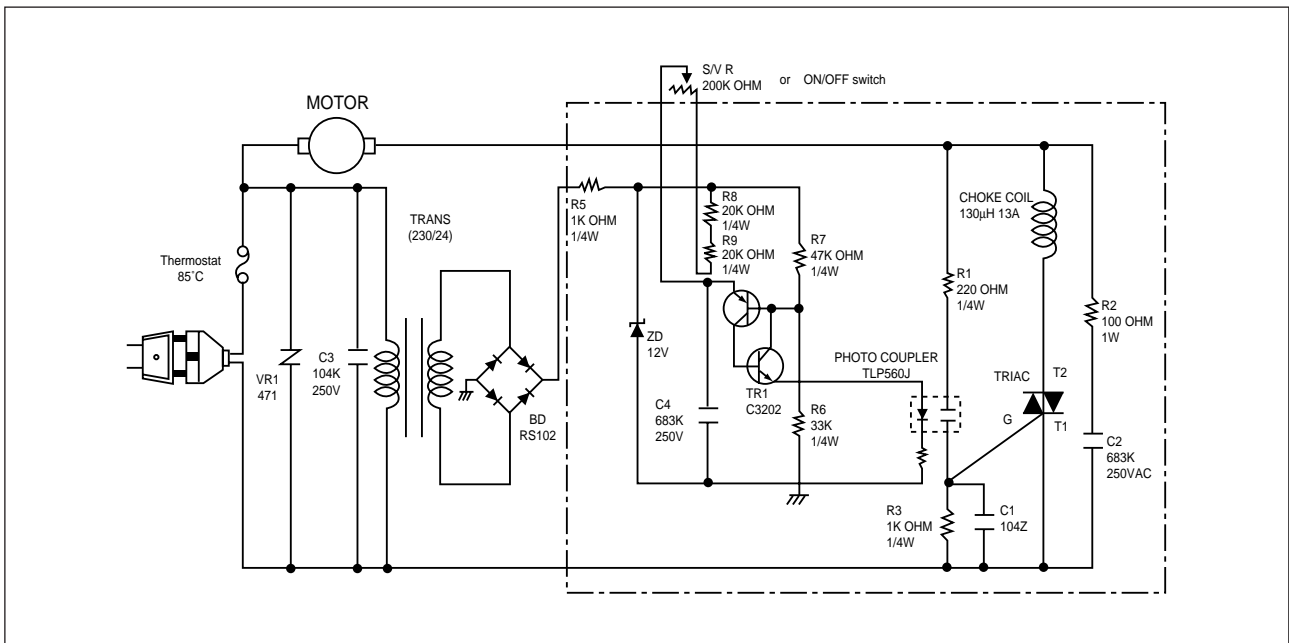 S/V R
200K OHM
or ON/OFF switch
MOTOR
R5
1K OHM
1/4W
R8
20K OHM
1/4W
R9
20K OHM
1/4W
R7
47K OHM
1/4W
CHOKE COIL
130µH 13A
TRANS
(230/24)
Thermostat
85˚C
R1
220 OHM
1/4W
R2
100 OHM
1W
ZD
12V
PHOTO COUPLER
TLP560J
C3
104K
250V
VR1
471
TRIAC
T2
G
T1
TR1
C3202
C4
683K
250V
R6
33K
1/4W
BD
RS102
C2
683K
250VAC
R3
1K OHM
1/4W
C1
104Z